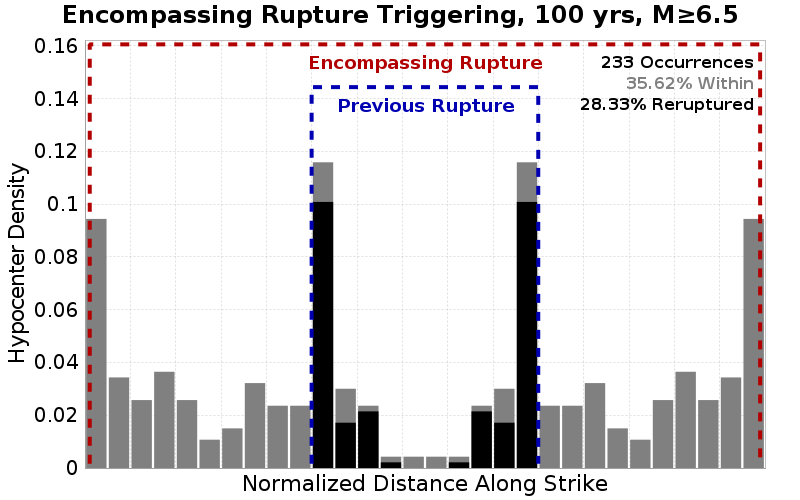 Encompassing Rupture Triggering, 100 yrs, M≥6.5
Encompassing Rupture
233 Occurrences
35.62% Within
28.33% Reruptured
Previous Rupture
Hypocenter Density
0.16
0.14
0.12
0.1
0.08
0.06
0.04
0.02
0
Normalized Distance Along Strike